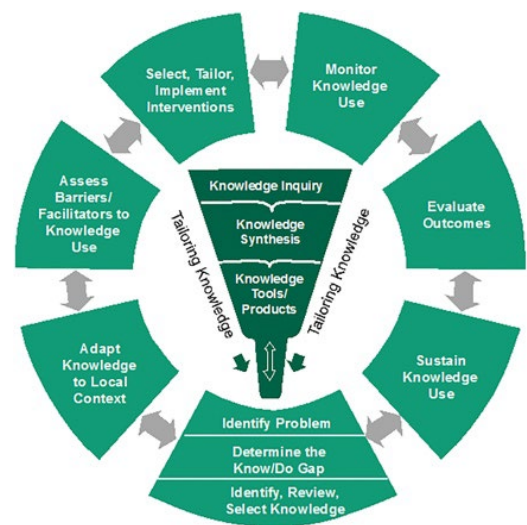 Select, Tailor,
Implement
Interventions
Monitor
Knowledge
Use
Assess
Barriers/
Facilitators to
Knowledge
Use
Knowledge Inquiry
Knowledge
Synthesis
Knowledge
Tools/
Products
Tailoring Knowledge
Tailoring Knowledge
Evaluate
Outcomes
Adapt
Knowledge
to Local
Context
Sustain
Knowledge
Use
Identify Problem
Determine the
Know/Do Gap
Identify, Review,
Select Knowledge